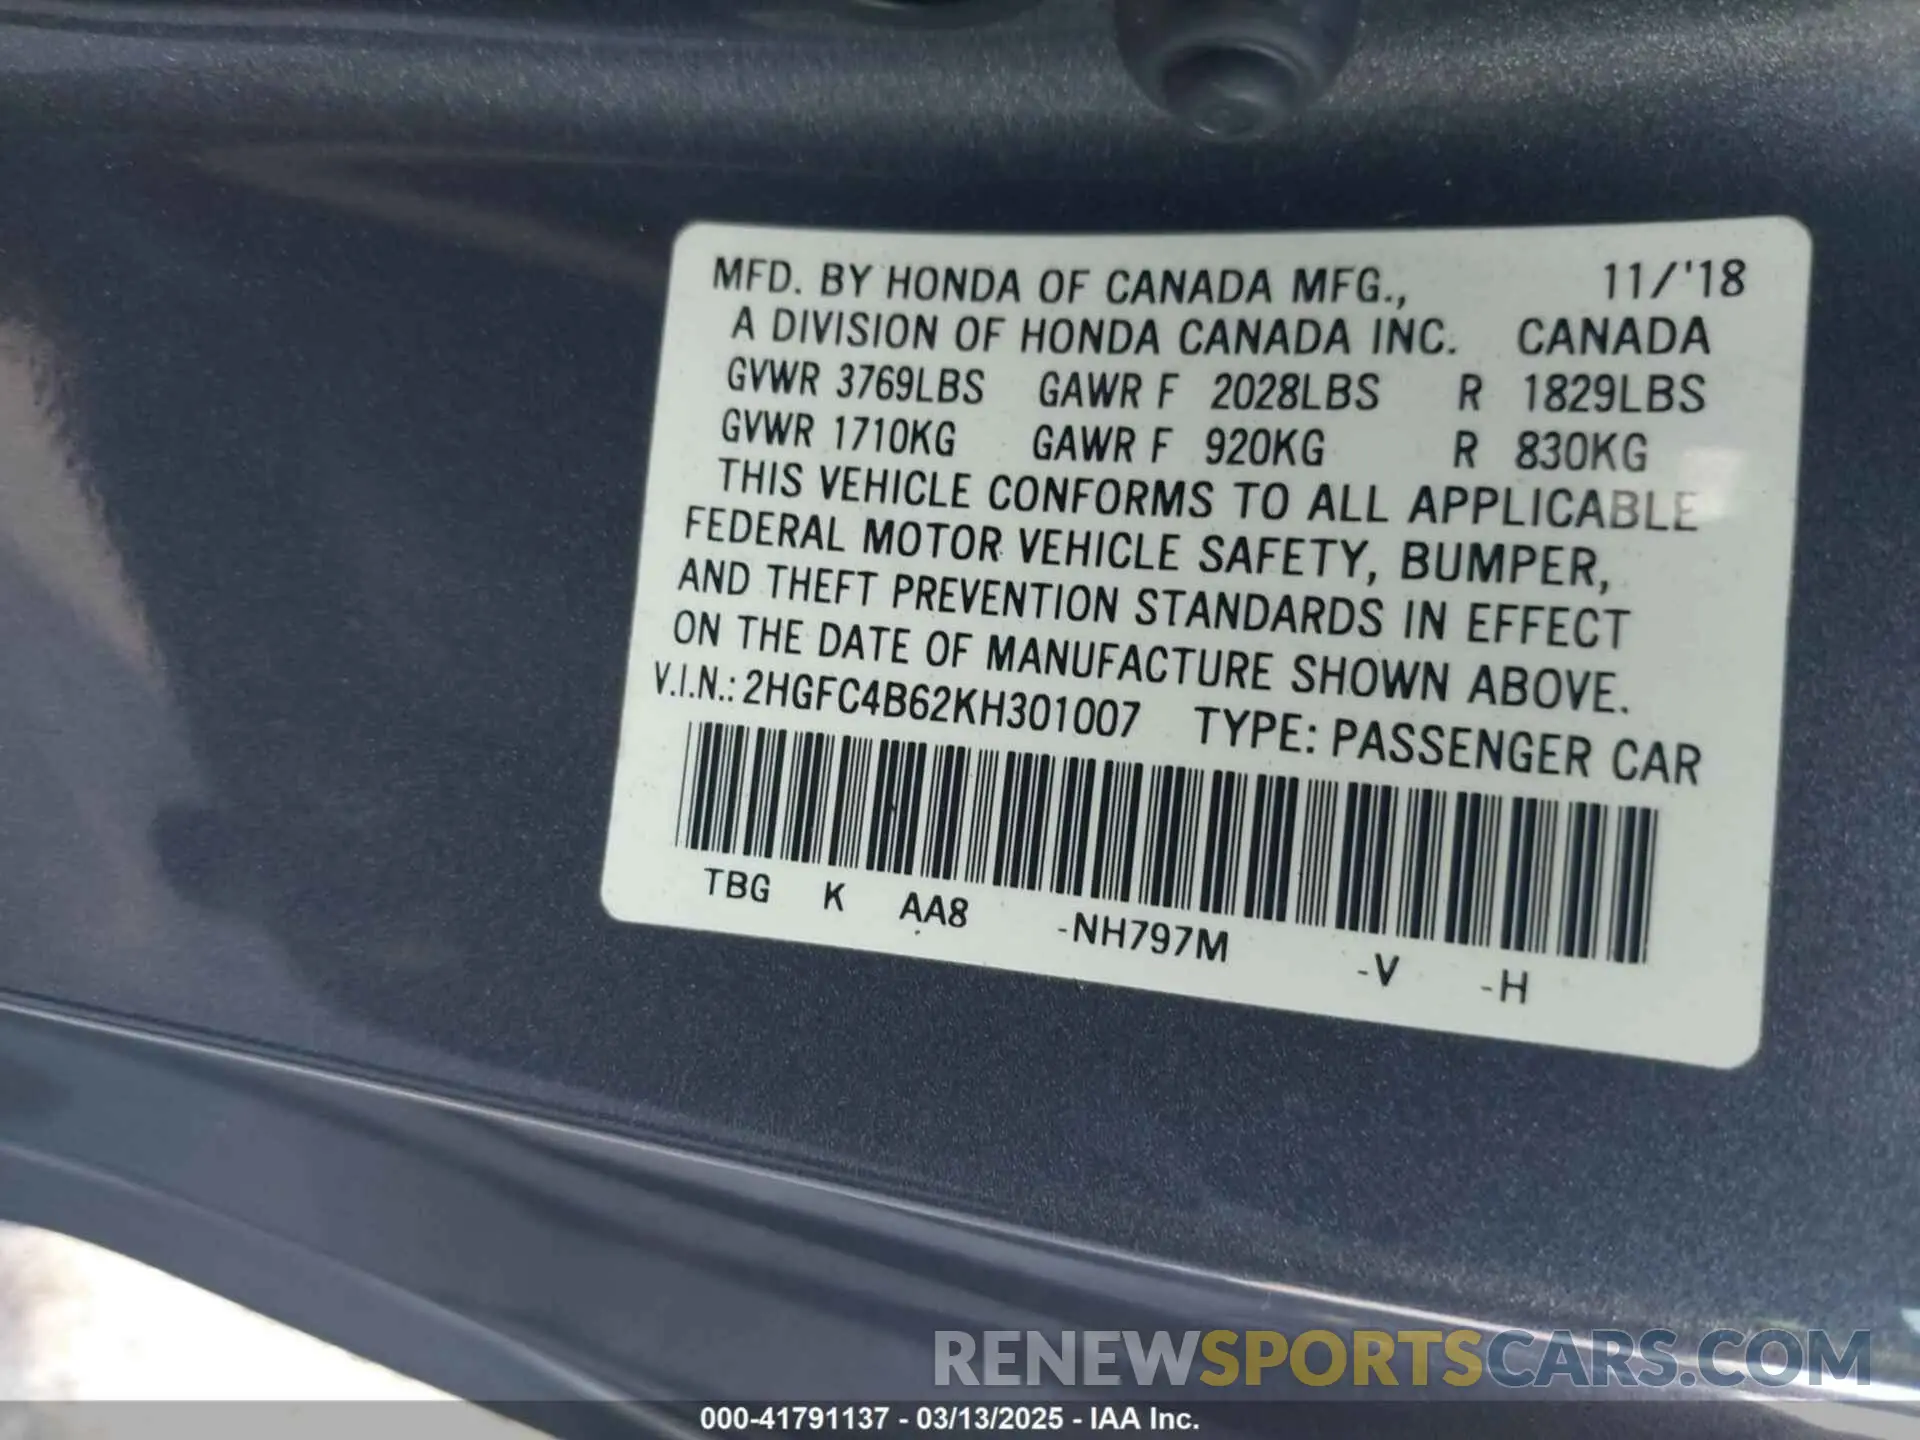 MFD. BY HONDA OF CANADA MFG., 11/'18
A DIVISION OF HONDA CANADA INC. CANADA
GVWR 3769LBS GAWR F 2028LBS R 1829LBS
GVWR 1710KG GAWR F 920KG R 830KG
THIS VEHICLE CONFORMS TO ALL APPLICABLE
FEDERAL MOTOR VEHICLE SAFETY, BUMPER,
AND THEFT PREVENTION STANDARDS IN EFFECT
ON THE DATE OF MANUFACTURE SHOWN ABOVE.
V.I.N.: 2HGFC4B62KH301007 TYPE: PASSENGER CAR
TBG K AA8 -NH797M -V -H
RENEWSPORTSCARS.COM
000-41791137 - 03/13/2025 - IAA Inc.